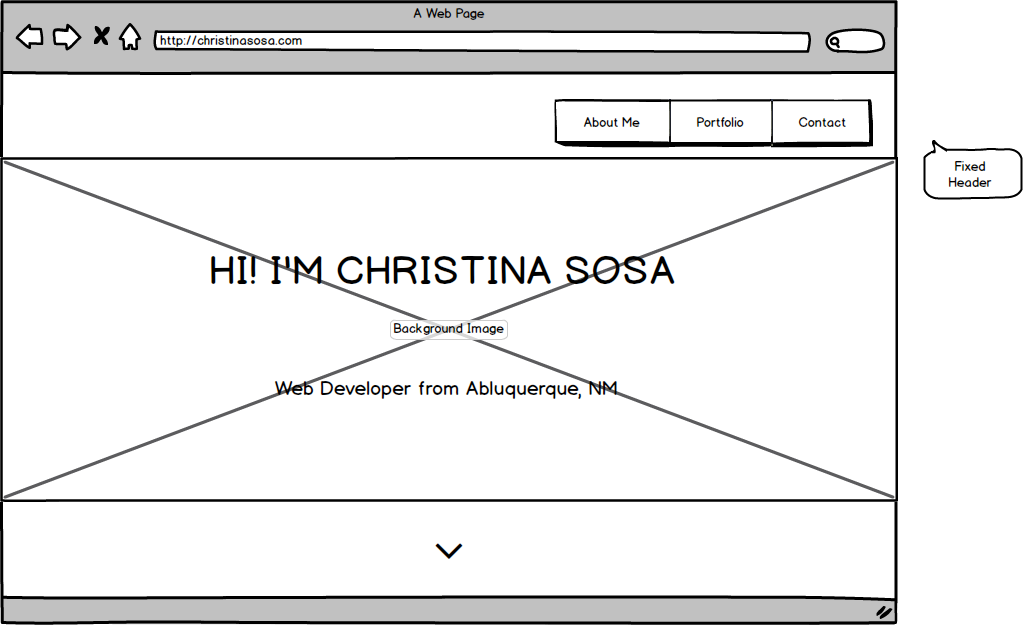 A Web Page
http://christinasosa.com
About Me
Portfolio
Contact
Fixed
Header
HI! I'M CHRISTINA SOSA
Background Image
Web Developer from Abluquerque, NM